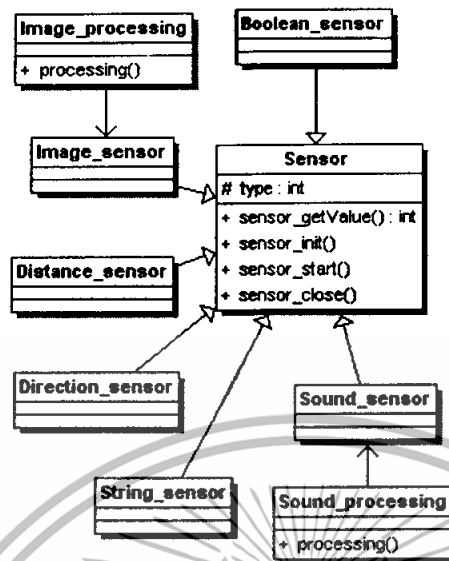 Image_processing
+ processing()
Boolean_sensor
Image_sensor
Sensor
# type : int
+ sensor_getValue() : int
+ sensor_init()
+ sensor_start()
+ sensor_close()
Distance_sensor
Direction_sensor
Sound_sensor
String_sensor
Sound_processing
+ processing()